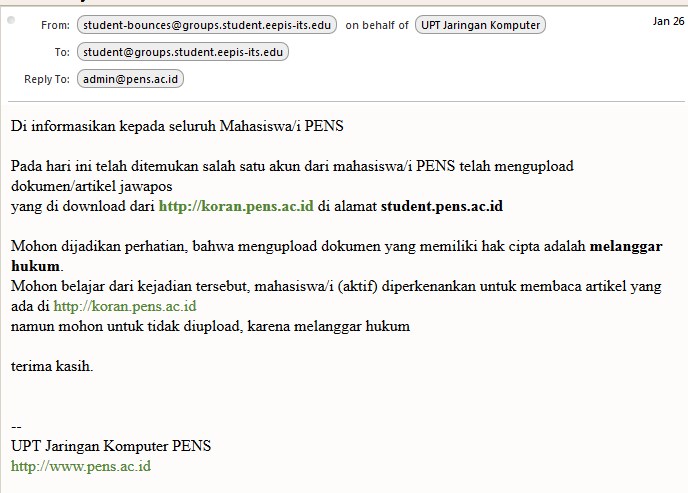 From: student-bounces@groups.student.eepis-its.edu on behalf of UPT Jaringan Komputer Jan 26
To: student@groups.student.eepis-its.edu
Reply To: admin@pens.ac.id
Di informasikan kepada seluruh Mahasiswa/i PENS
Pada hari ini telah ditemukan salah satu akun dari mahasiswa/i PENS telah mengupload
dokumen/artikel jawapos
yang di download dari http://koran.pens.ac.id di alamat student.pens.ac.id
Mohon dijadikan perhatian, bahwa mengupload dokumen yang memiliki hak cipta adalah melanggar
hukum.
Mohon belajar dari kejadian tersebut, mahasiswa/i (aktif) diperkenankan untuk membaca artikel yang
ada di http://koran.pens.ac.id
namun mohon untuk tidak diupload, karena melanggar hukum
terima kasih.
--
UPT Jaringan Komputer PENS
http://www.pens.ac.id